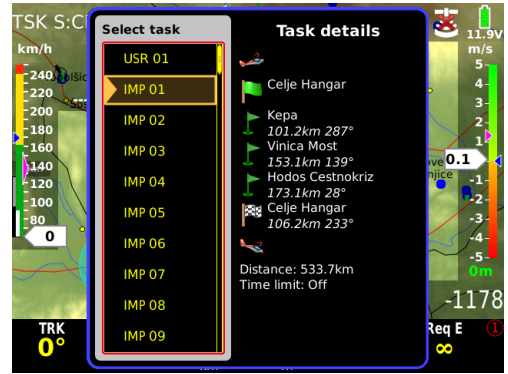 TSK S:C
11.9V
km/h
m/s
240
220
200
180
160
140
120
100
80
0
Select task
USR 01
IMP 01
IMP 02
IMP 03
IMP 04
IMP 05
IMP 06
IMP 07
IMP 08
IMP 09
Task details
Celje Hangar
Kepa
101.2km 287°
Vinica Most
153.1km 139°
Hodos Cestnokriz
173.1km 28°
Celje Hangar
106.2km 233°
Distance: 533.7km
Time limit: Off
5
4
3
2
0.1
-1
-2
-3
-4
-5
0m
-1178
TRK
0°
Req E
1
∞